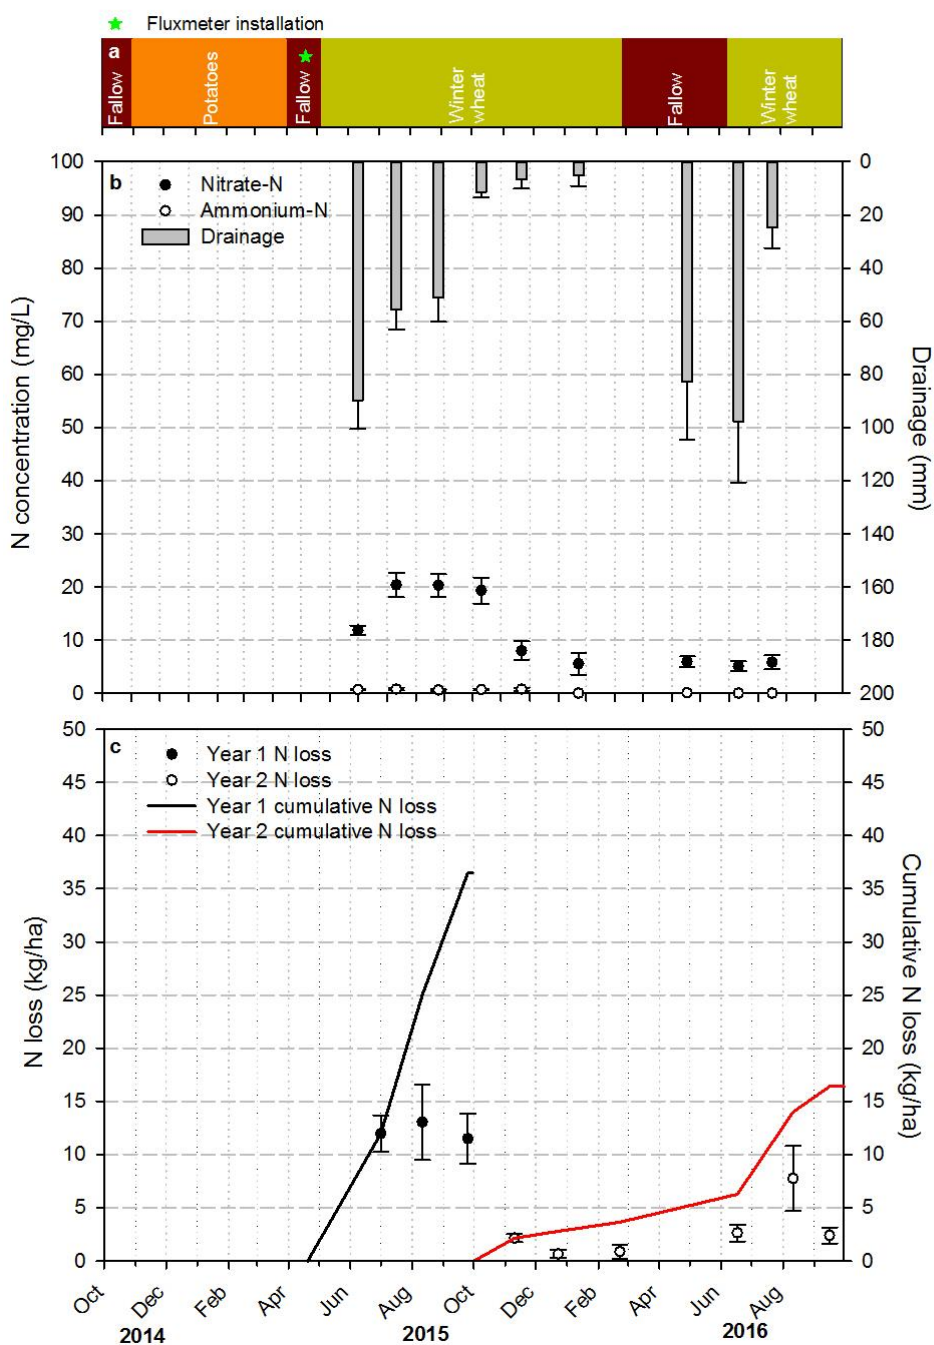 Fluxmeter installation
a
Fallow
Potatoes
Fallow
Winter
wheat
Fallow
Winter
wheat
b
Nitrate-N
Ammonium-N
Drainage
100
90
80
70
60
50
40
30
20
10
0
N concentration (mg/L)
0
20
40
60
80
100
120
140
160
180
200
Drainage (mm)
c
Year 1 N loss
Year 2 N loss
Year 1 cumulative N loss
Year 2 cumulative N loss
50
45
40
35
30
25
20
15
10
5
0
N loss (kg/ha)
50
45
40
35
30
25
20
15
10
5
0
Cumulative N loss (kg/ha)
Oct
Dec
Feb
Apr
Jun
Aug
Oct
Dec
Feb
Apr
Jun
Aug
2014
2015
2016